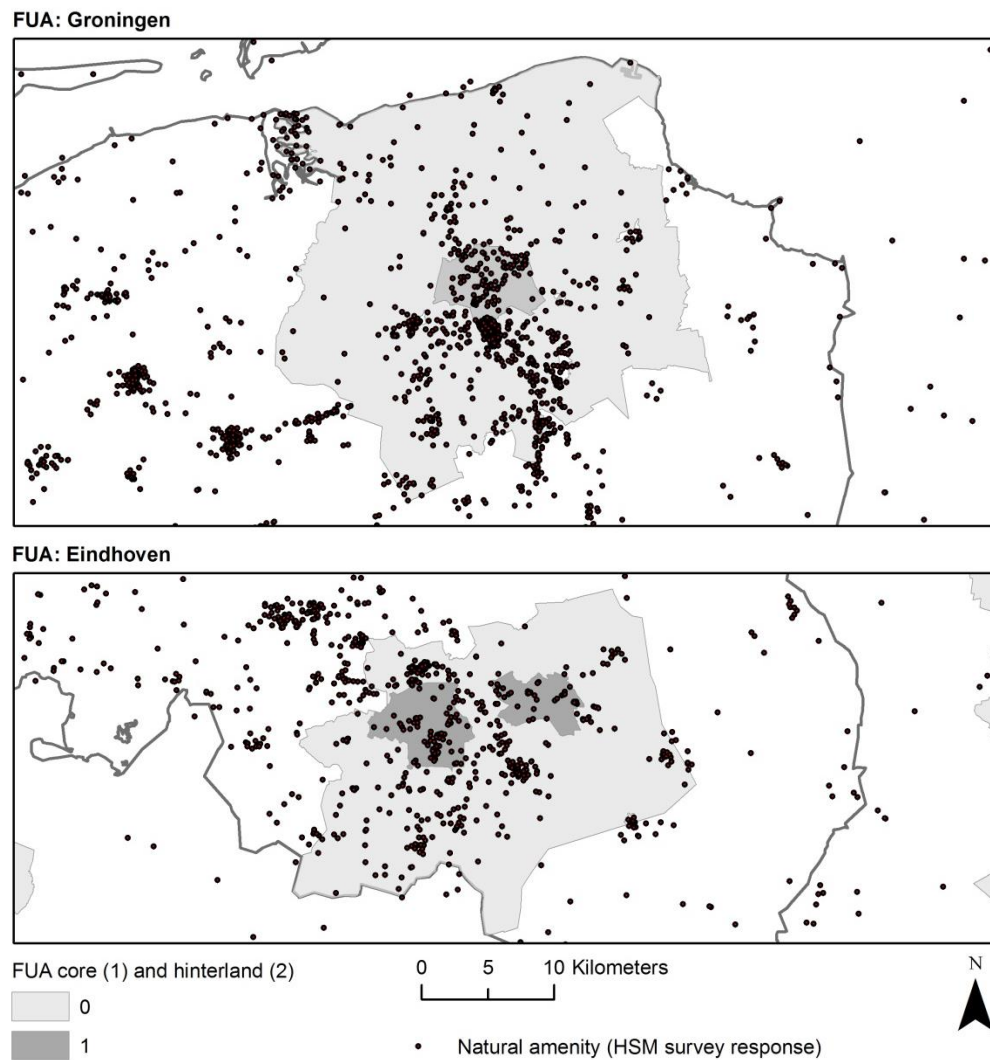 FUA: Groningen
FUA: Eindhoven
FUA core (1) and hinterland (2)
0
1
0 5 10 Kilometers
Natural amenity (HSM survey response)
N